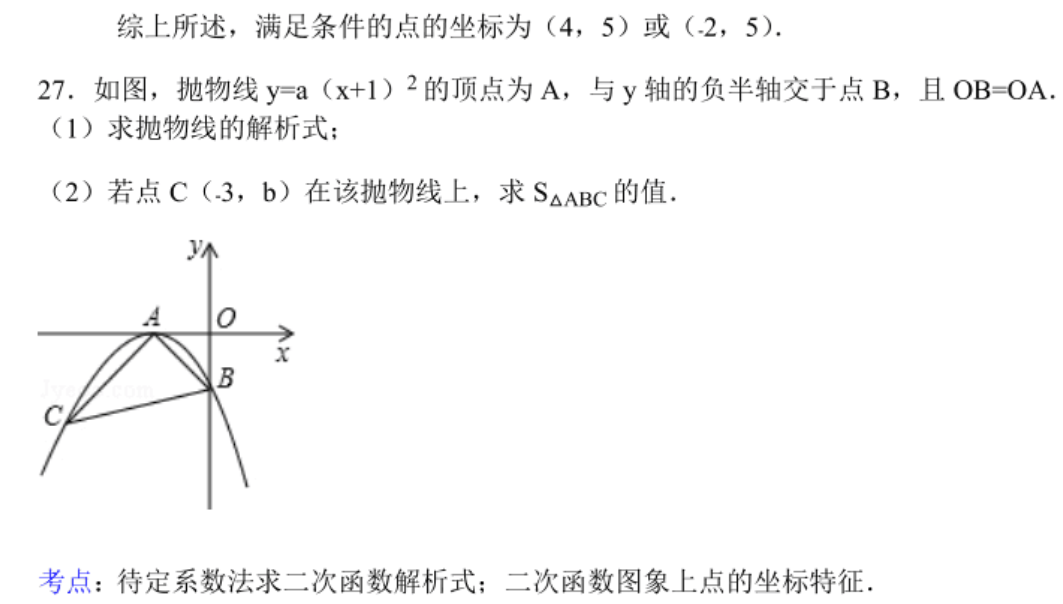 综上所述，满足条件的点的坐标为（4，5）或（-2，5）．
27．如图，抛物线 y=a（x+1）² 的顶点为 A，与 y 轴的负半轴交于点 B，且 OB=OA．
（1）求抛物线的解析式；
（2）若点 C（-3，b）在该抛物线上，求 S△ABC 的值．
y
A
O
x
B
C
考点：待定系数法求二次函数解析式；二次函数图象上点的坐标特征．